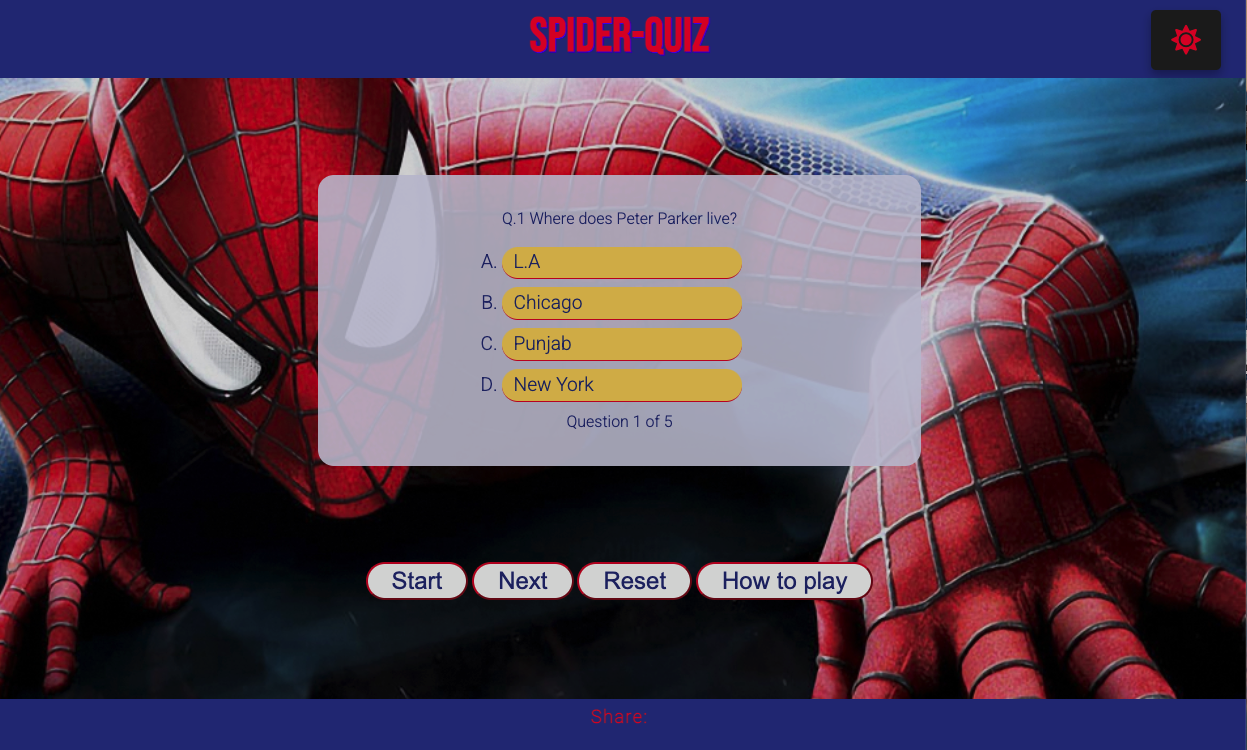 SPIDER-QUIZ
Q.1 Where does Peter Parker live?
A. L.A
B. Chicago
C. Punjab
D. New York
Question 1 of 5
Start Next Reset How to play
Share: